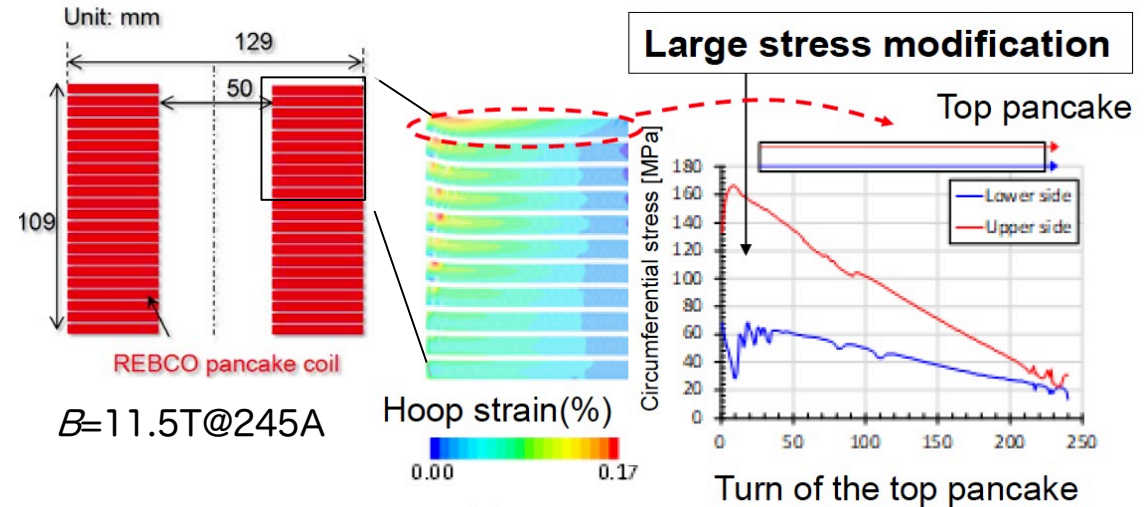 Unit: mm
129
50
109
REBCO pancake coil
B=11.5T@245A
Hoop strain(%)
0.00
0.17
Large stress modification
Top pancake
Circumferential stress [MPa]
180
160
140
120
100
80
60
40
20
0
Lower side
Upper side
0
50
100
150
200
250
Turn of the top pancake